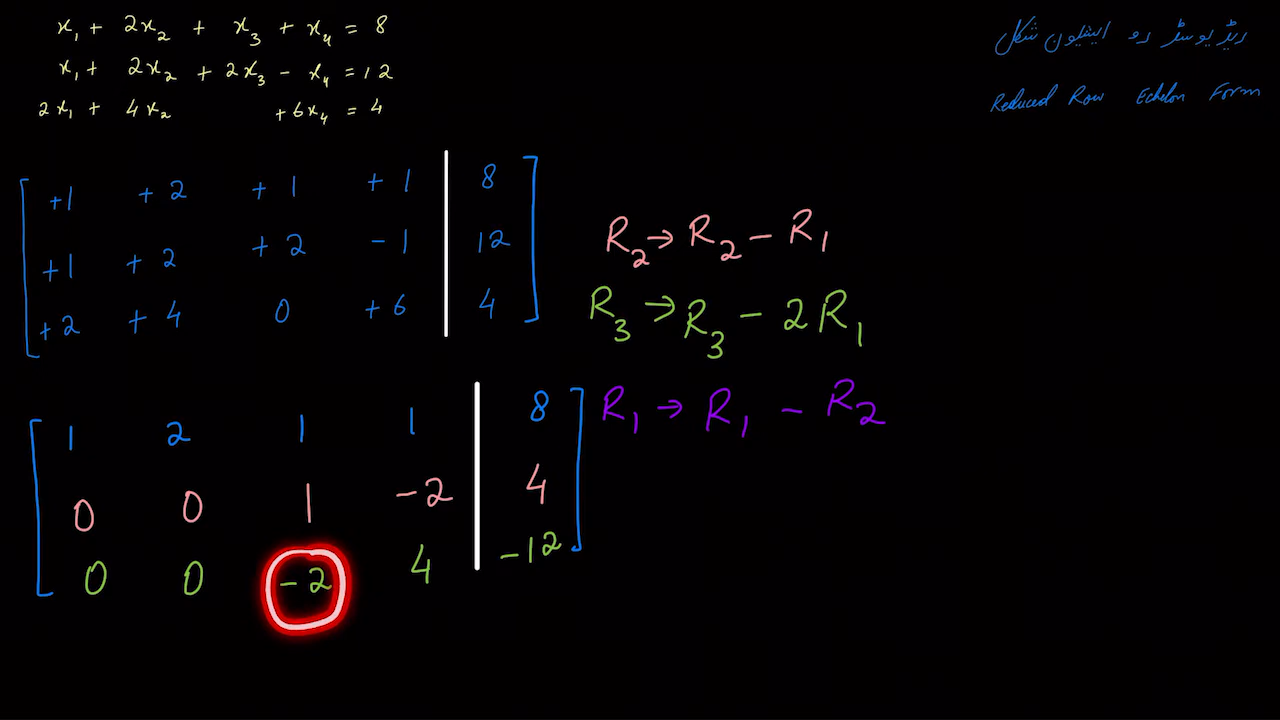 x₁ + 2x₂ + x₃ + x₄ = 8
x₁ + 2x₂ + 2x₃ - x₄ = 12
2x₁ + 4x₂ + 6x₄ = 4
ریڈیوسڈ رو ایشیلون شکل
Reduced Row Echelon Form
+1 +2 +1 +1 | 8
+1 +2 +2 -1 | 12
+2 +4 0 +6 | 4
R₂ → R₂ - R₁
R₃ → R₃ - 2R₁
1 2 1 1 | 8
0 0 1 -2 | 4
0 0 -2 4 | -12
R₁ → R₁ - R₂